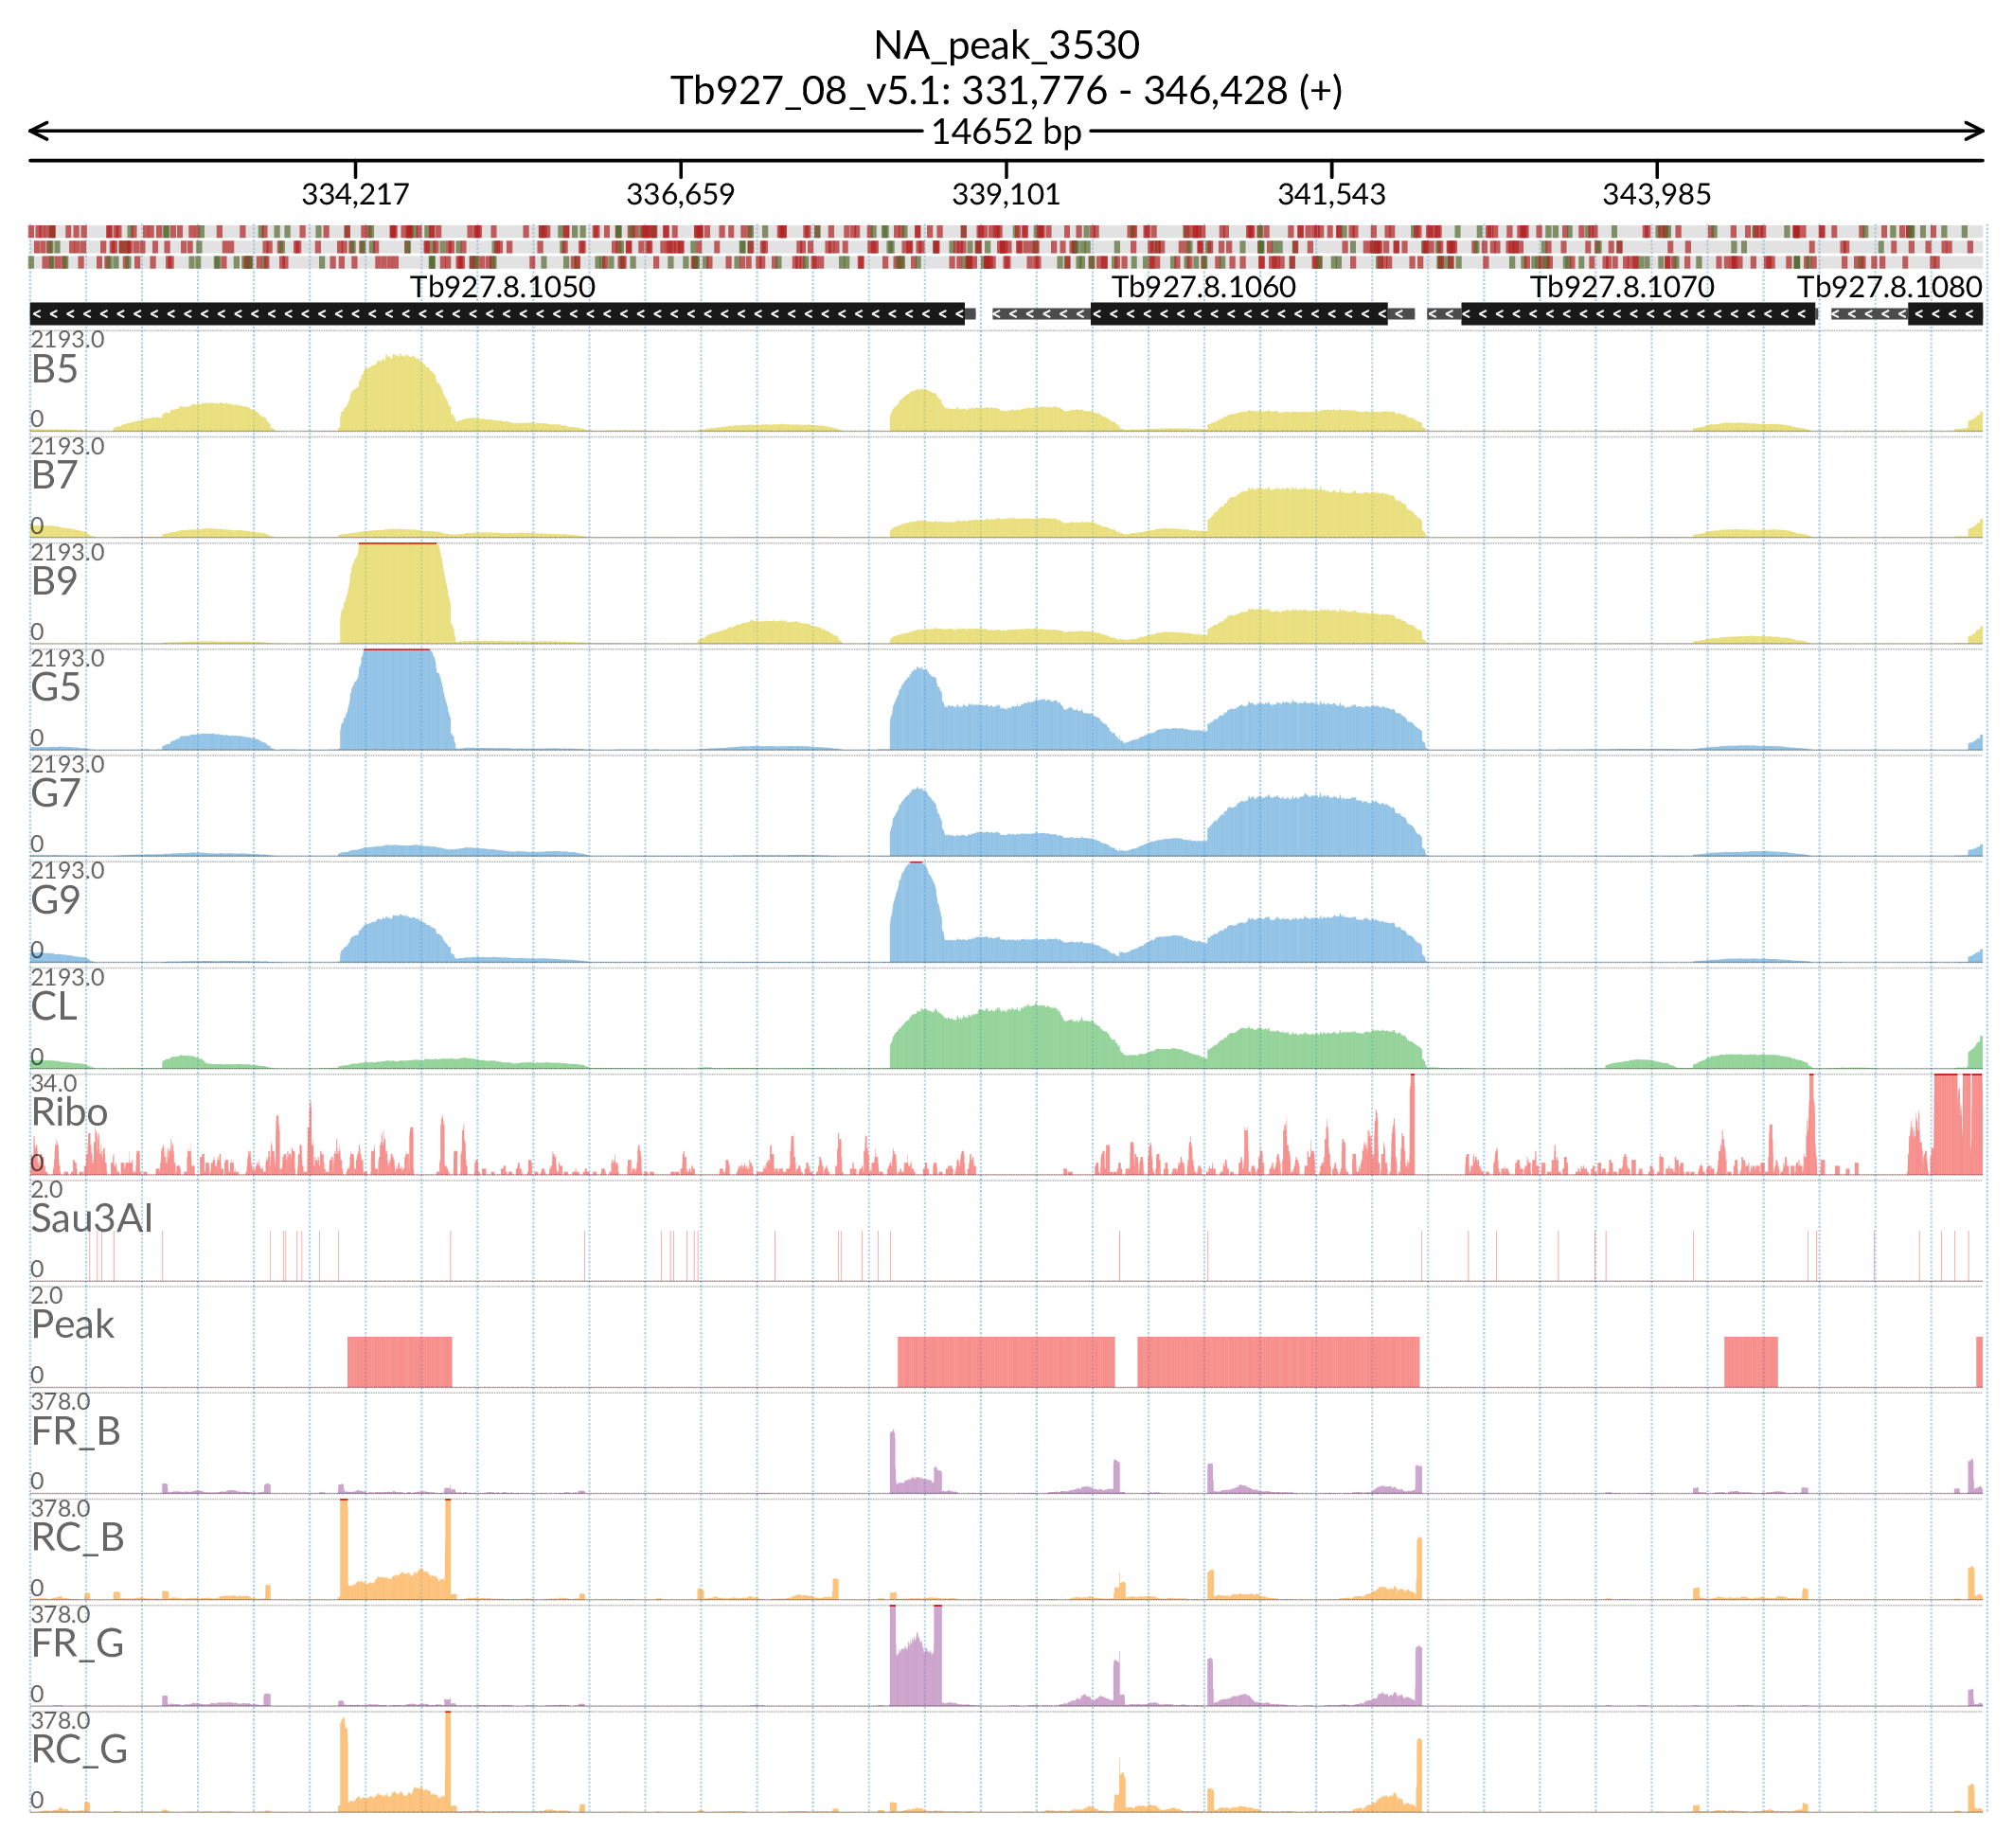 NA_peak_3530
Tb927_08_v5.1: 331,776 - 346,428 (+)
14652 bp
334,217 336,659 339,101 341,543 343,985
Tb927.8.1050 Tb927.8.1060 Tb927.8.1070 Tb927.8.1080
2193.0
B5
0
2193.0
B7
0
2193.0
B9
0
2193.0
G5
0
2193.0
G7
0
2193.0
G9
0
2193.0
CL
0
34.0
Ribo
0
2.0
Sau3AI
0
2.0
Peak
0
378.0
FR_B
0
378.0
RC_B
0
378.0
FR_G
0
378.0
RC_G
0